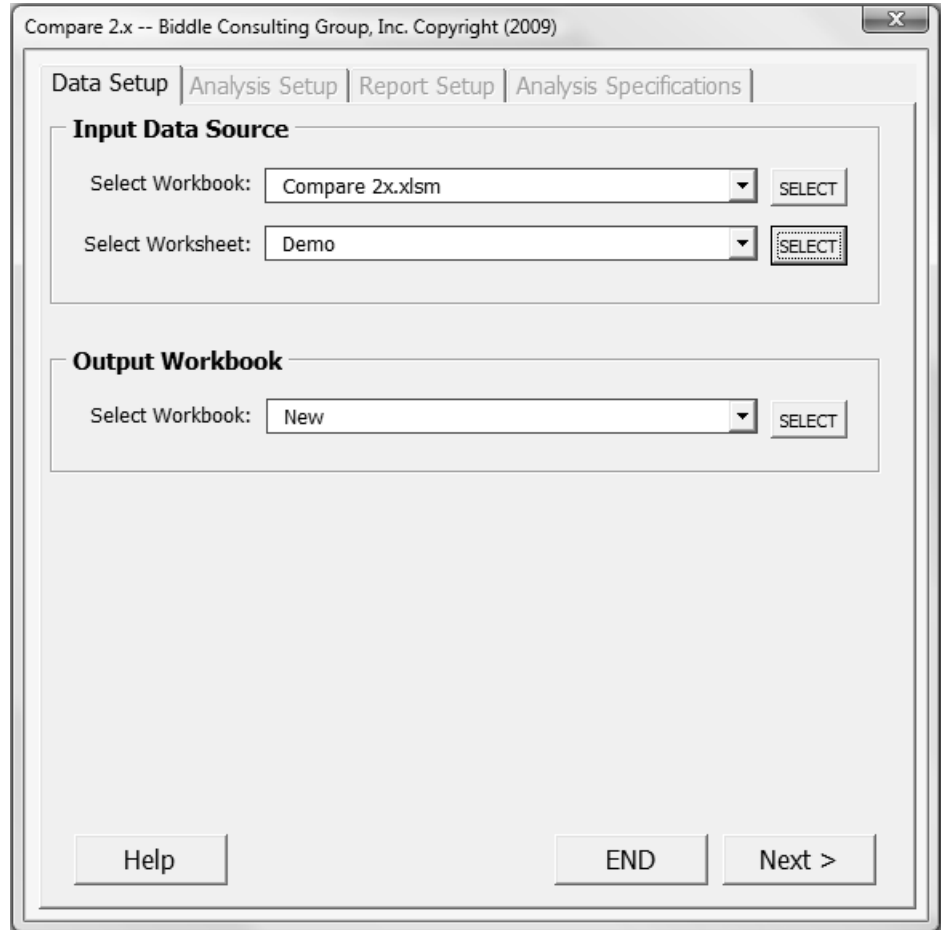 Compare 2.x -- Biddle Consulting Group, Inc. Copyright (2009) X
Data Setup Analysis Setup Report Setup Analysis Specifications
Input Data Source
Select Workbook: Compare 2x.xlsm SELECT
Select Worksheet: Demo SELECT
Output Workbook
Select Workbook: New SELECT
Help END Next >